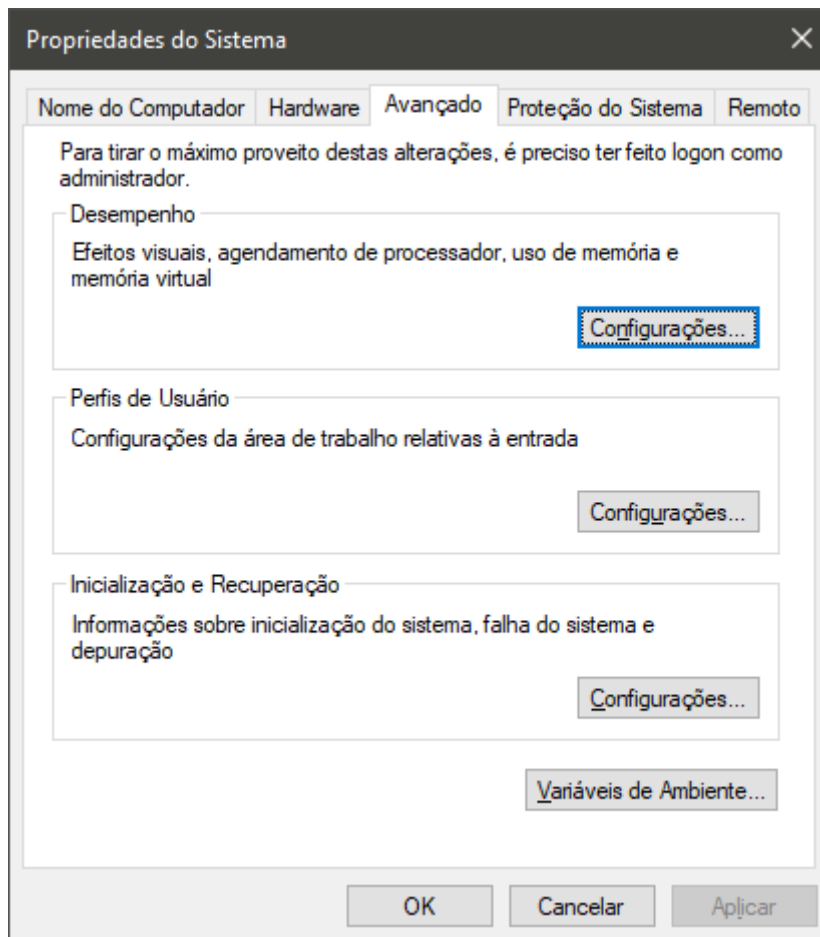 Propriedades do Sistema
Nome do Computador Hardware Avançado Proteção do Sistema Remoto
Para tirar o máximo proveito destas alterações, é preciso ter feito logon como
administrador.
Desempenho
Efeitos visuais, agendamento de processador, uso de memória e
memória virtual
Configurações...
Perfis de Usuário
Configurações da área de trabalho relativas à entrada
Configurações...
Inicialização e Recuperação
Informações sobre inicialização do sistema, falha do sistema e
depuração
Configurações...
Variáveis de Ambiente...
OK Cancelar Aplicar